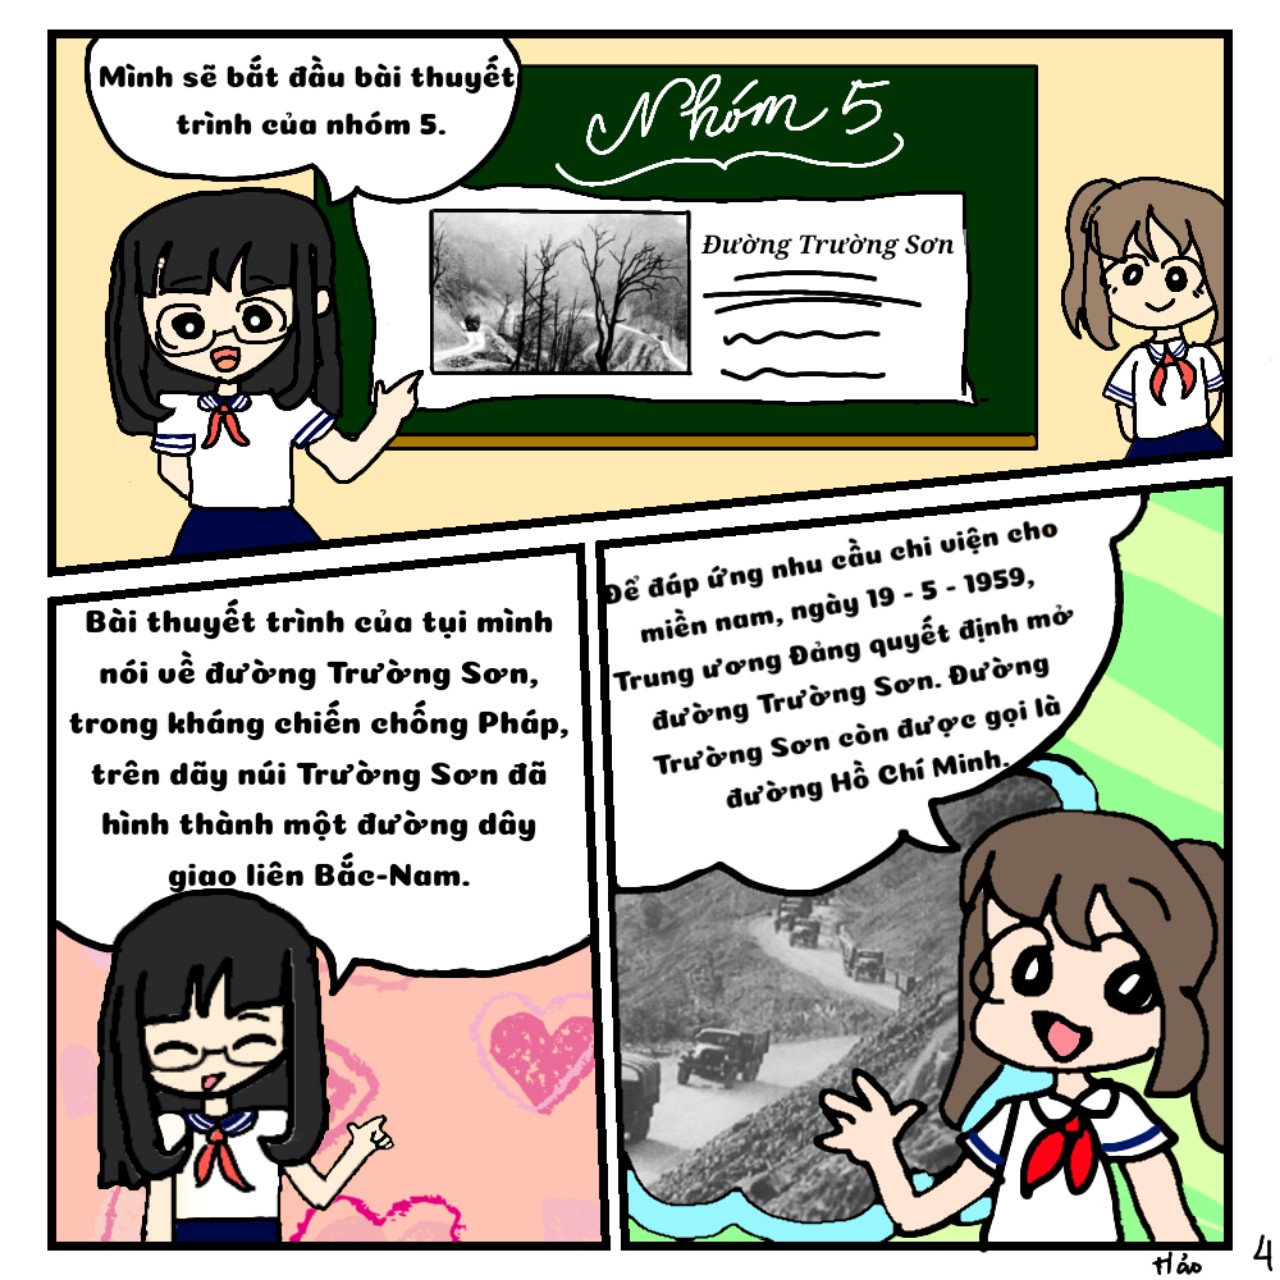 Mình sẽ bắt đầu bài thuyết
trình của nhóm 5.
Nhóm 5
Đường Trường Sơn
Bài thuyết trình của tụi mình
nói về đường Trường Sơn,
trong kháng chiến chống Pháp,
trên dãy núi Trường Sơn đã
hình thành một đường dây
giao liên Bắc-Nam.
Để đáp ứng nhu cầu chi viện cho
miền nam, ngày 19 - 5 - 1959,
Trung ương Đảng quyết định mở
đường Trường Sơn. Đường
Trường Sơn còn được gọi là
đường Hồ Chí Minh.
Hảo
4